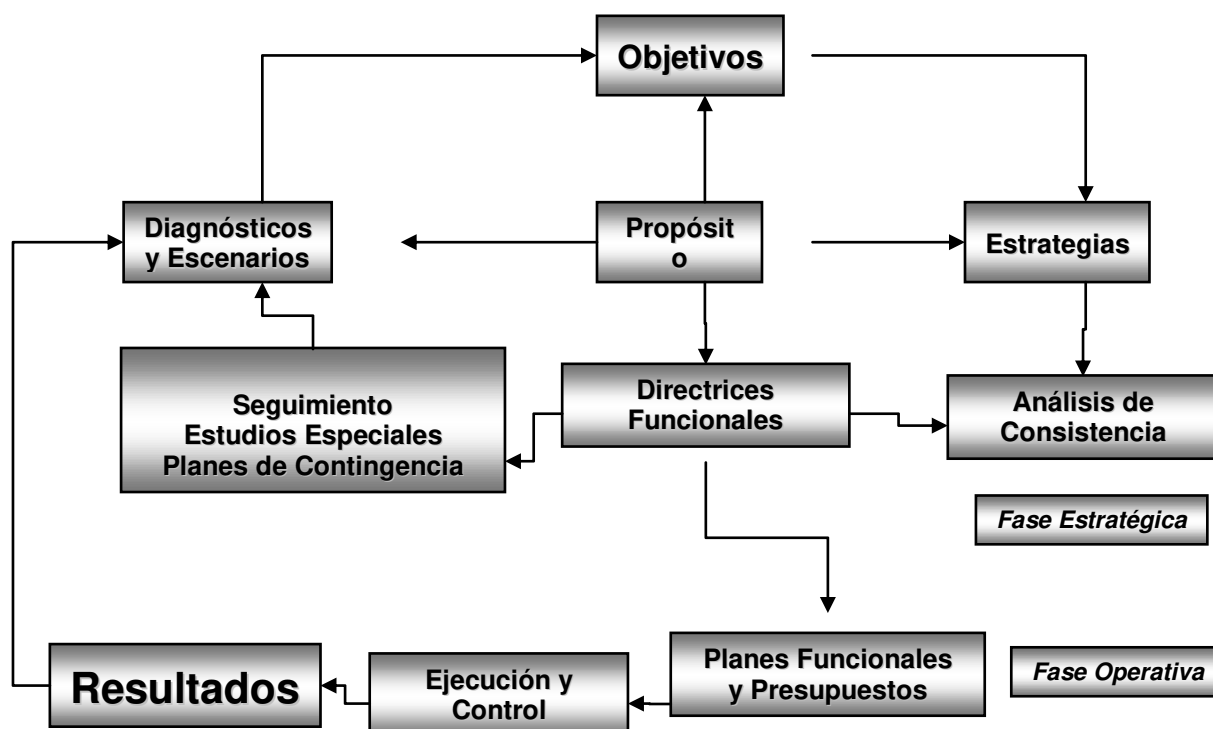 Objetivos
Diagnósticos
y Escenarios
Propósit
o
Estrategias
Seguimiento
Estudios Especiales
Planes de Contingencia
Directrices
Funcionales
Análisis de
Consistencia
Fase Estratégica
Resultados
Ejecución y
Control
Planes Funcionales
y Presupuestos
Fase Operativa